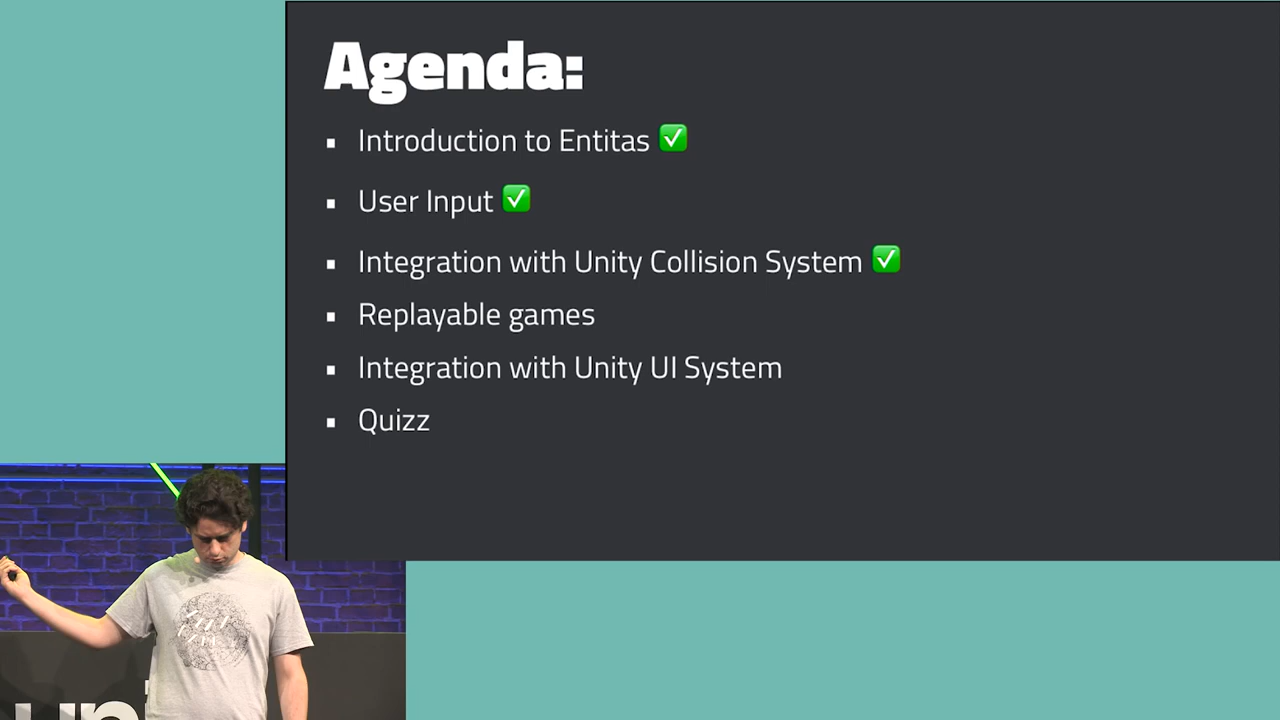 Agenda:
▪ Introduction to Entitas ✅
▪ User Input ✅
▪ Integration with Unity Collision System ✅
▪ Replayable games
▪ Integration with Unity UI System
▪ Quizz